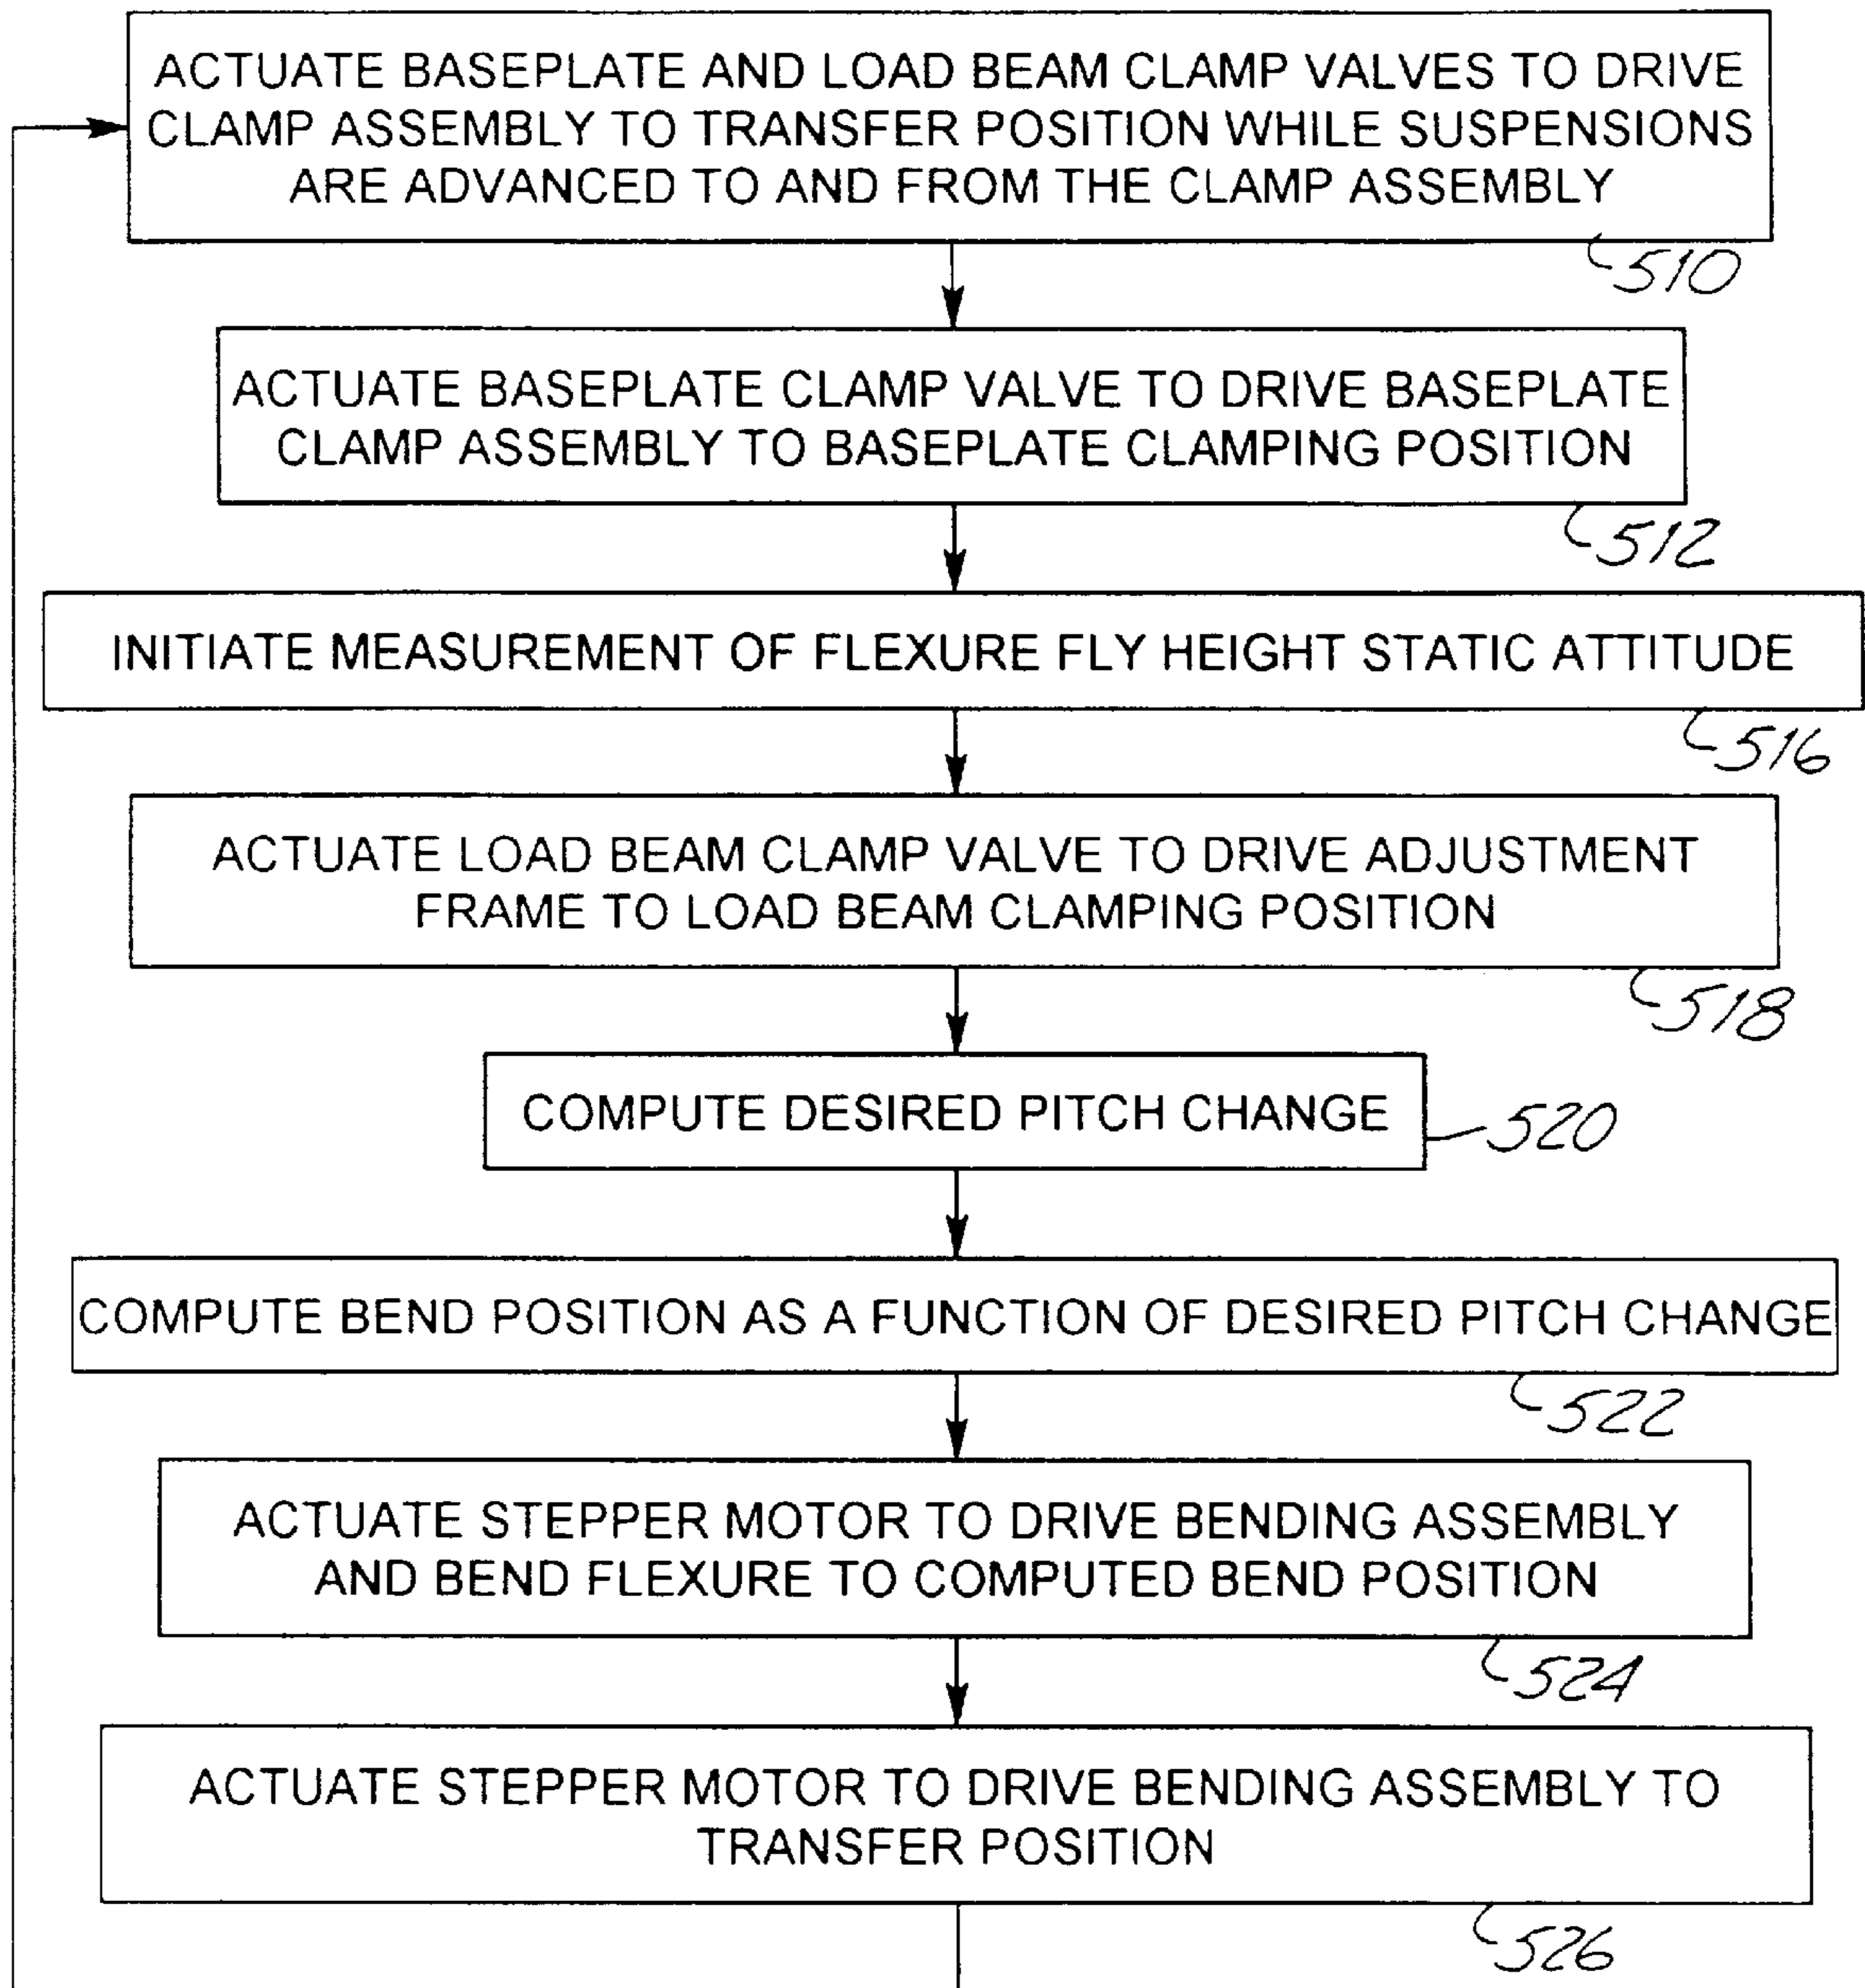 ACTUATE BASEPLATE AND LOAD BEAM CLAMP VALVES TO DRIVE
CLAMP ASSEMBLY TO TRANSFER POSITION WHILE SUSPENSIONS
ARE ADVANCED TO AND FROM THE CLAMP ASSEMBLY
510
ACTUATE BASEPLATE CLAMP VALVE TO DRIVE BASEPLATE
CLAMP ASSEMBLY TO BASEPLATE CLAMPING POSITION
512
INITIATE MEASUREMENT OF FLEXURE FLY HEIGHT STATIC ATTITUDE
516
ACTUATE LOAD BEAM CLAMP VALVE TO DRIVE ADJUSTMENT
FRAME TO LOAD BEAM CLAMPING POSITION
518
COMPUTE DESIRED PITCH CHANGE
520
COMPUTE BEND POSITION AS A FUNCTION OF DESIRED PITCH CHANGE
522
ACTUATE STEPPER MOTOR TO DRIVE BENDING ASSEMBLY
AND BEND FLEXURE TO COMPUTED BEND POSITION
524
ACTUATE STEPPER MOTOR TO DRIVE BENDING ASSEMBLY TO
TRANSFER POSITION
526